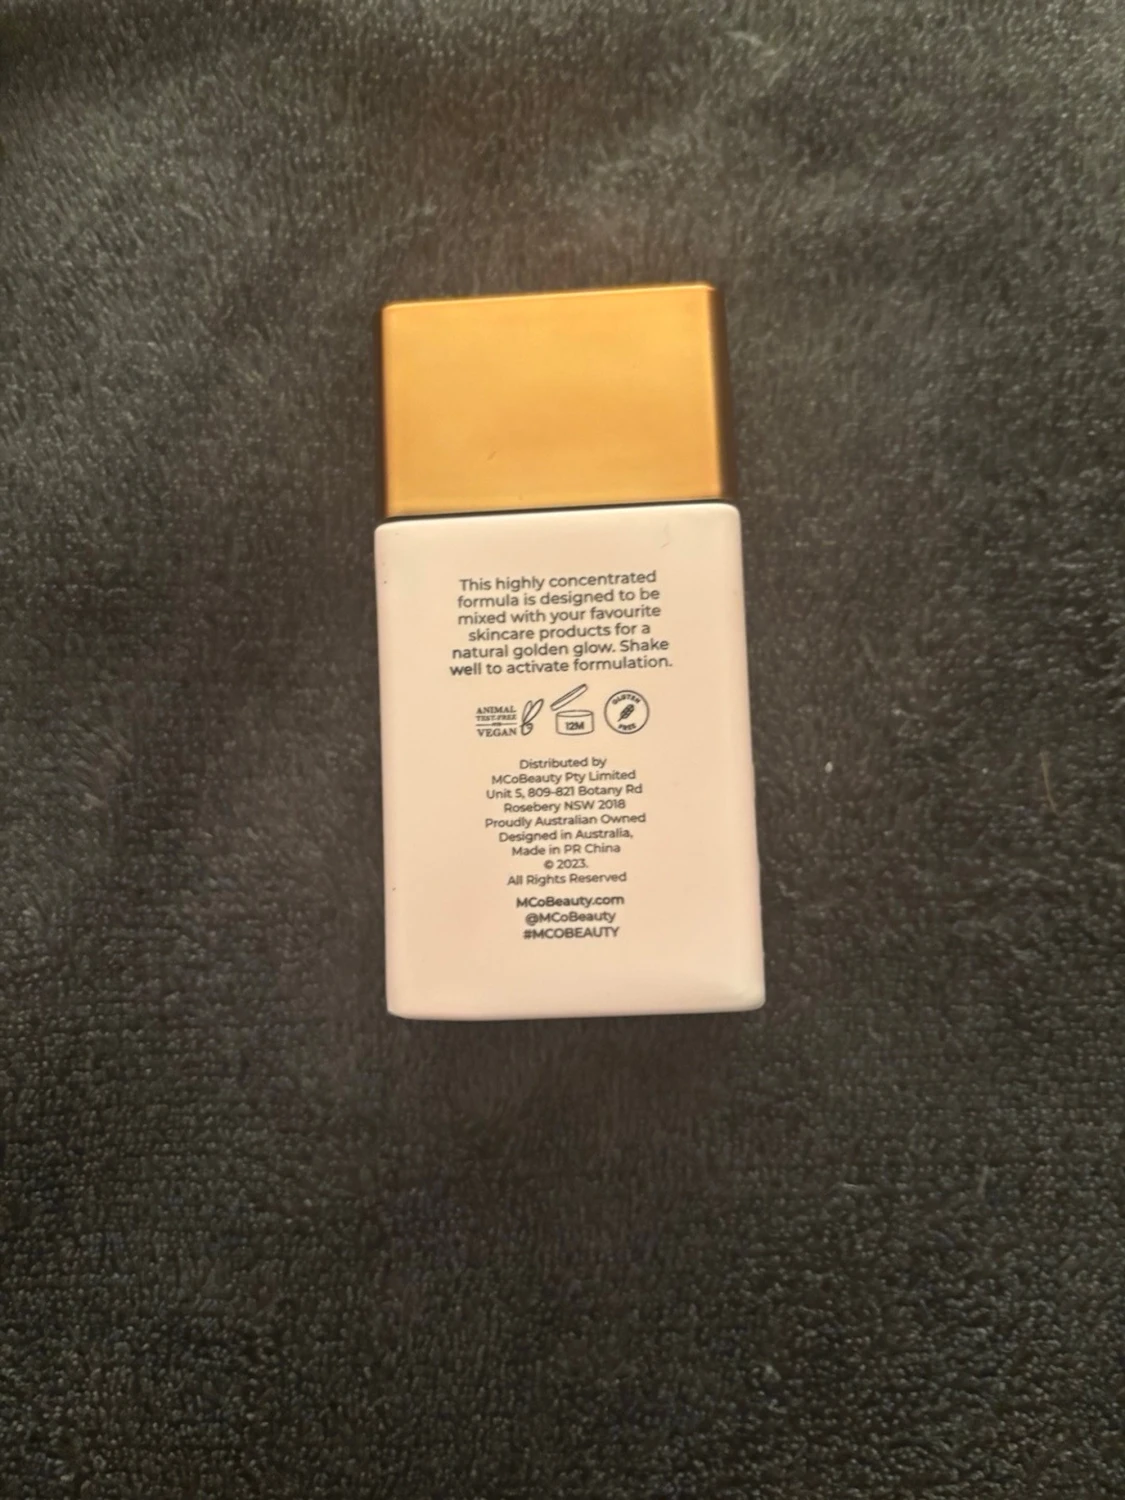 This highly concentrated
formula is designed to be
mixed with your favourite
skincare products for a
natural golden glow. Shake
well to activate formulation.
ANIMAL
TEST-FREE
VEGAN
12M
GLUTEN
FREE
Distributed by
MCoBeauty Pty Limited
Unit 5, 809-821 Botany Rd
Rosebery NSW 2018
Proudly Australian Owned
Designed in Australia,
Made in PR China
© 2023.
All Rights Reserved
MCoBeauty.com
@MCoBeauty
#MCOBEAUTY